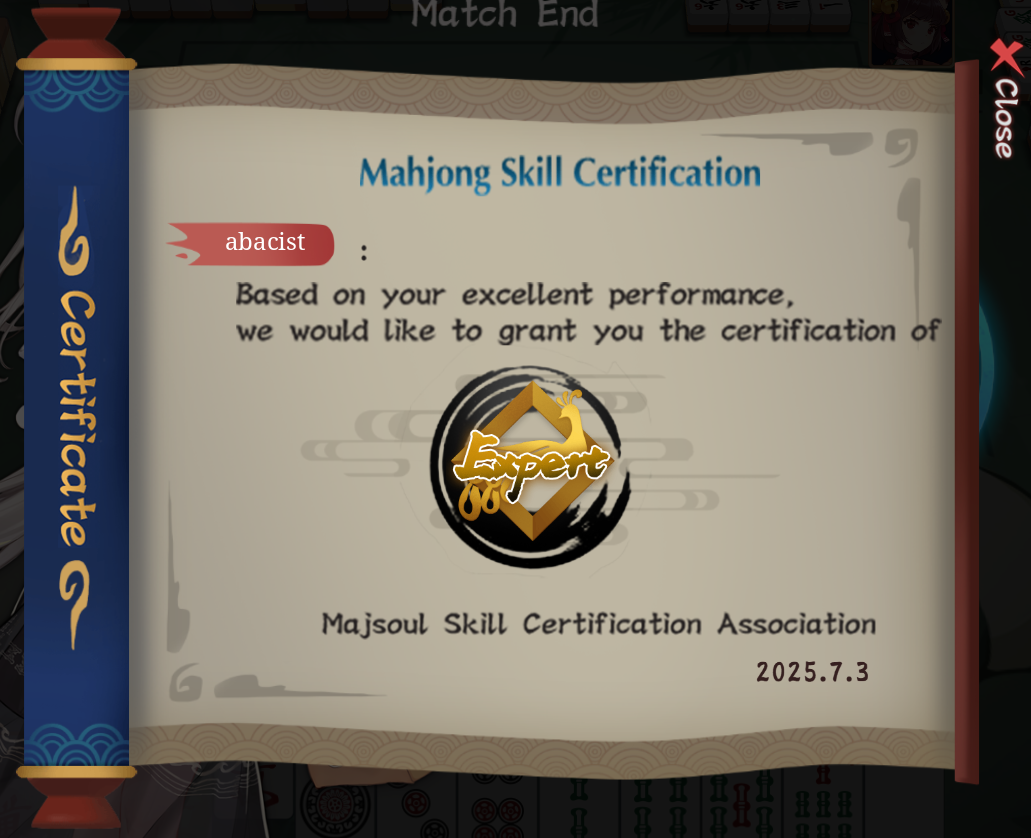 Match End
Close
Certificate
Mahjong Skill Certification
abacist :
Based on your excellent performance,
we would like to grant you the certification of
Expert
Majsoul Skill Certification Association
2025.7.3